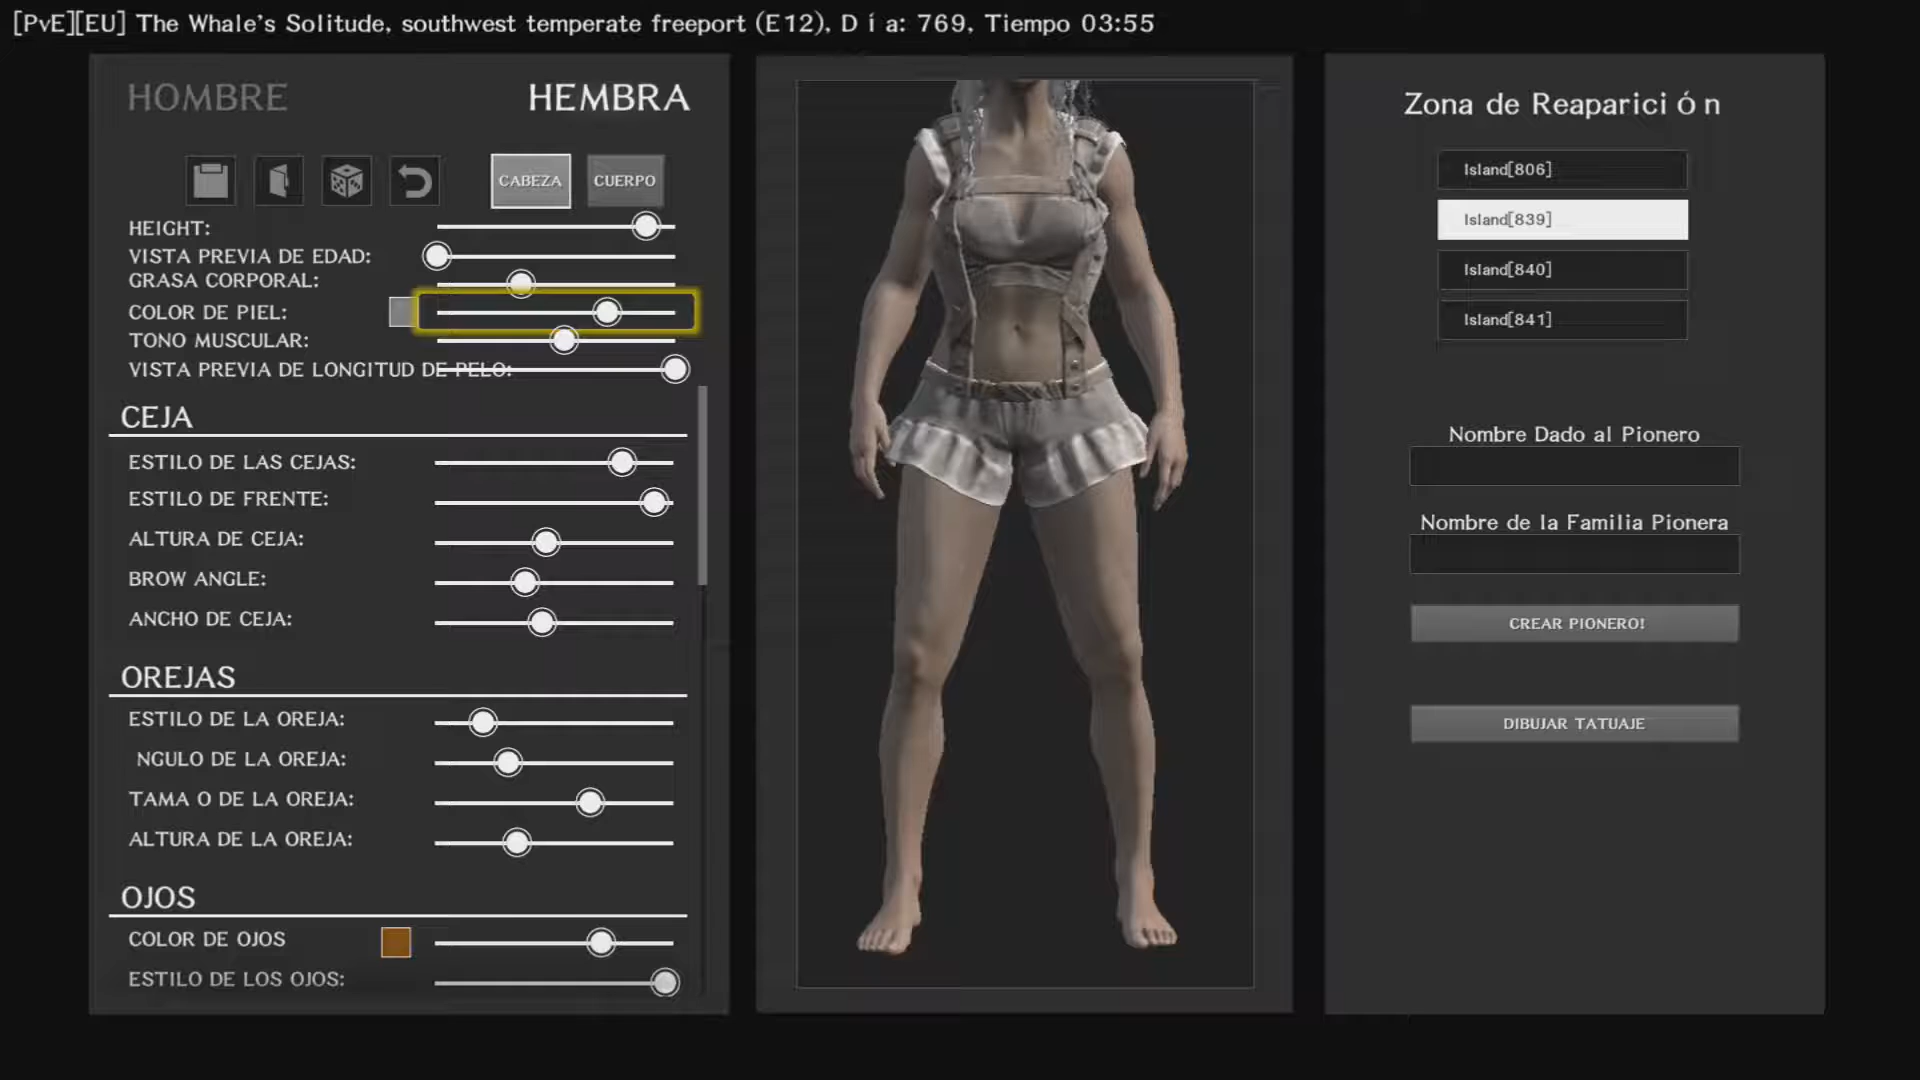 [PvE][EU] The Whale's Solitude, southwest temperate freeport (E12), D í a: 769, Tiempo 03:55
HOMBRE
HEMBRA
CABEZA
CUERPO
HEIGHT:
VISTA PREVIA DE EDAD:
GRASA CORPORAL:
COLOR DE PIEL:
TONO MUSCULAR:
VISTA PREVIA DE LONGITUD DE PELO:
CEJA
ESTILO DE LAS CEJAS:
ESTILO DE FRENTE:
ALTURA DE CEJA:
BROW ANGLE:
ANCHO DE CEJA:
OREJAS
ESTILO DE LA OREJA:
NGULO DE LA OREJA:
TAMA O DE LA OREJA:
ALTURA DE LA OREJA:
OJOS
COLOR DE OJOS
ESTILO DE LOS OJOS:
Zona de Reaparici ó n
Island[806]
Island[839]
Island[840]
Island[841]
Nombre Dado al Pionero
Nombre de la Familia Pionera
CREAR PIONERO!
DIBUJAR TATUAJE